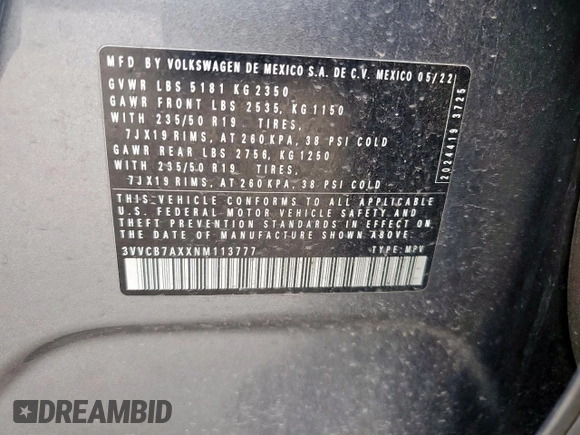 MFD. BY VOLKSWAGEN DE MEXICO S.A. DE C.V. MEXICO 05/22
GVWR LBS 5181 KG 2350
GAWR FRONT LBS 2535, KG 1150
WITH 235/50 R19 TIRES,
7JX19 RIMS, AT 260 KPA, 38 PSI COLD
GAWR REAR LBS 2756, KG 1250
WITH 235/50 R19 TIRES,
7JX19 RIMS, AT 260 KPA, 38 PSI COLD
THIS VEHICLE CONFORMS TO ALL APPLICABLE
U.S. FEDERAL MOTOR VEHICLE SAFETY AND
THEFT PREVENTION STANDARDS IN EFFECT ON
THE DATE OF MANUFACTURE SHOWN ABOVE.
3VVCB7AXXNM113777 TYPE: MPV
2024419 3725
DREAMBID